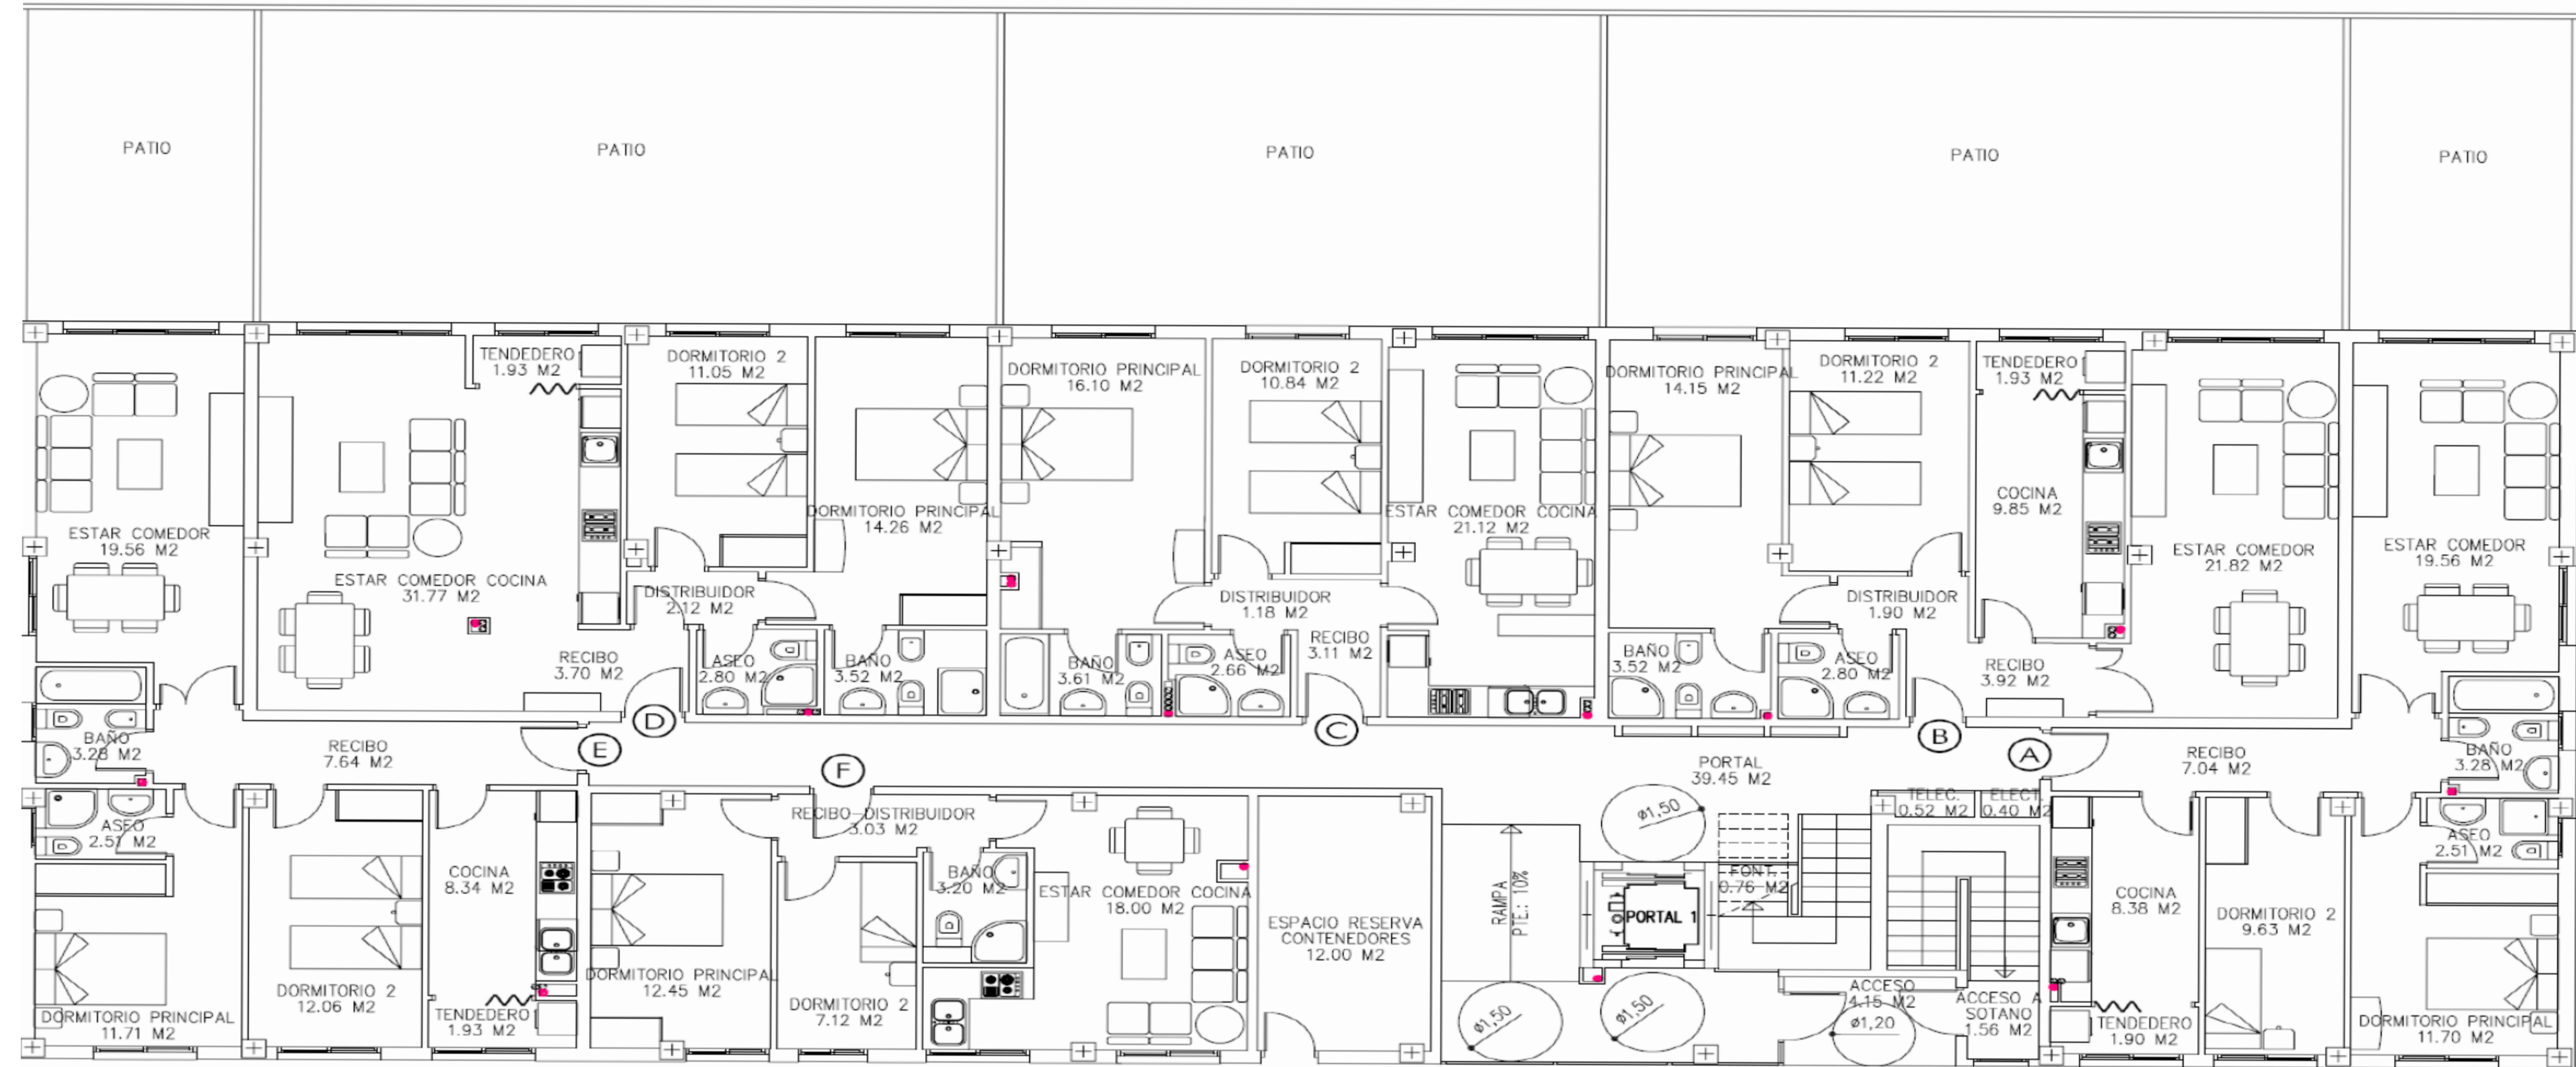 PATIO
PATIO
PATIO
PATIO
PATIO
ESTAR COMEDOR
19.56 M2
TENDEDERO
1.93 M2
ESTAR COMEDOR COCINA
31.77 M2
RECIBO
3.70 M2
DORMITORIO 2
11.05 M2
DORMITORIO PRINCIPAL
14.26 M2
DISTRIBUIDOR
2.12 M2
ASEO
2.80 M2
BAÑO
3.52 M2
DORMITORIO PRINCIPAL
16.10 M2
DORMITORIO 2
10.84 M2
ESTAR COMEDOR COCINA
21.12 M2
DISTRIBUIDOR
1.18 M2
RECIBO
3.11 M2
BAÑO
3.61 M2
ASEO
2.66 M2
DORMITORIO PRINCIPAL
14.15 M2
DORMITORIO 2
11.22 M2
TENDEDERO
1.93 M2
COCINA
9.85 M2
ESTAR COMEDOR
21.82 M2
DISTRIBUIDOR
1.90 M2
BAÑO
3.52 M2
ASEO
2.80 M2
RECIBO
3.92 M2
ESTAR COMEDOR
19.56 M2
BAÑO
3.28 M2
RECIBO
7.64 M2
E
D
F
C
PORTAL
39.45 M2
B
A
RECIBO
7.04 M2
BAÑO
3.28 M2
ASEO
2.51 M2
DORMITORIO PRINCIPAL
11.71 M2
DORMITORIO 2
12.06 M2
COCINA
8.34 M2
TENDEDERO
1.93 M2
RECIBO-DISTRIBUIDOR
3.03 M2
DORMITORIO PRINCIPAL
12.45 M2
DORMITORIO 2
7.12 M2
BAÑO
3.20 M2
ESTAR COMEDOR COCINA
18.00 M2
ESPACIO RESERVA
CONTENEDORES
12.00 M2
RAMPA
PTE.: 10%
ø1,50
ø1,50
ø1,50
PORTAL 1
FONT.
0.76 M2
TELEC.
0.52 M2
ELECT.
0.40 M2
ACCESO
4.15 M2
ø1,20
ACCESO A
SOTANO
1.56 M2
COCINA
8.38 M2
TENDEDERO
1.90 M2
DORMITORIO 2
9.63 M2
ASEO
2.51 M2
DORMITORIO PRINCIPAL
11.70 M2